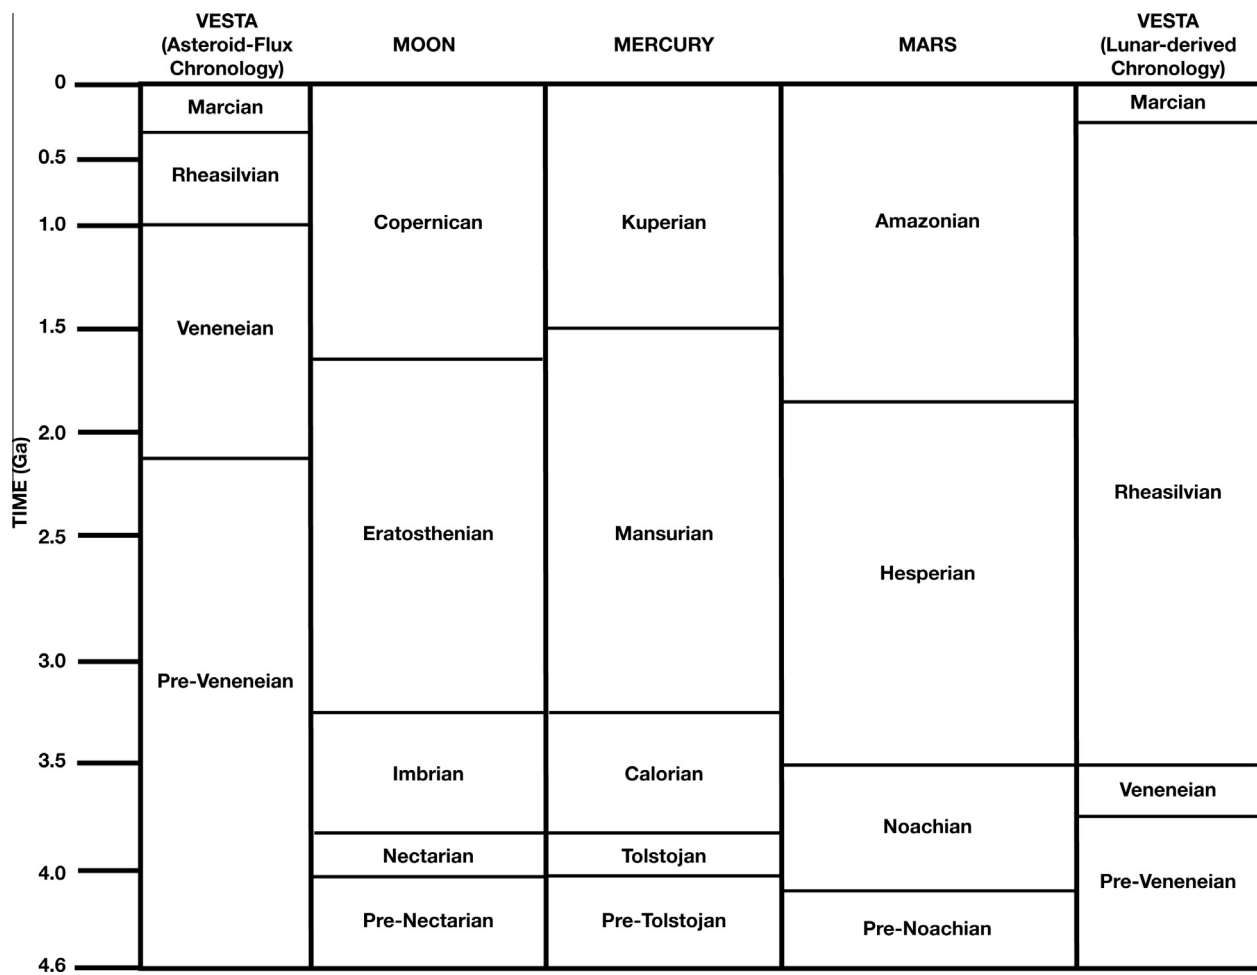 VESTA
(Asteroid-Flux
Chronology)
MOON
MERCURY
MARS
VESTA
(Lunar-derived
Chronology)
TIME (Ga)
0
0.5
1.0
1.5
2.0
2.5
3.0
3.5
4.0
4.6
Marcian
Rheasilvian
Veneneian
Pre-Veneneian
Copernican
Eratosthenian
Imbrian
Nectarian
Pre-Nectarian
Kuperian
Mansurian
Calorian
Tolstojan
Pre-Tolstojan
Amazonian
Hesperian
Noachian
Pre-Noachian
Marcian
Rheasilvian
Veneneian
Pre-Veneneian